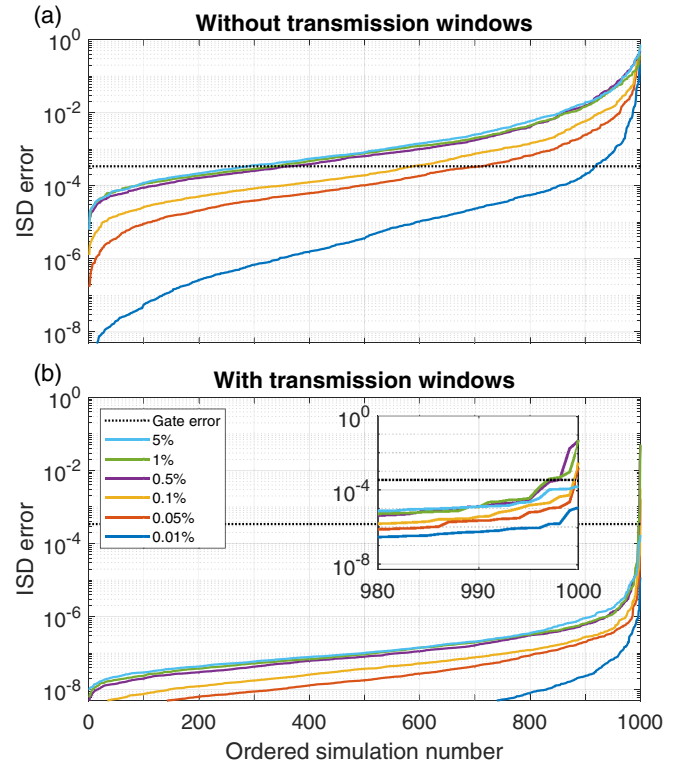 (a)
Without transmission windows
10^0
10^-2
10^-4
10^-6
10^-8
ISD error
(b)
With transmission windows
10^0
10^-2
10^-4
10^-6
10^-8
ISD error
Gate error
5%
1%
0.5%
0.1%
0.05%
0.01%
10^0
10^-4
10^-8
980 990 1000
0 200 400 600 800 1000
Ordered simulation number